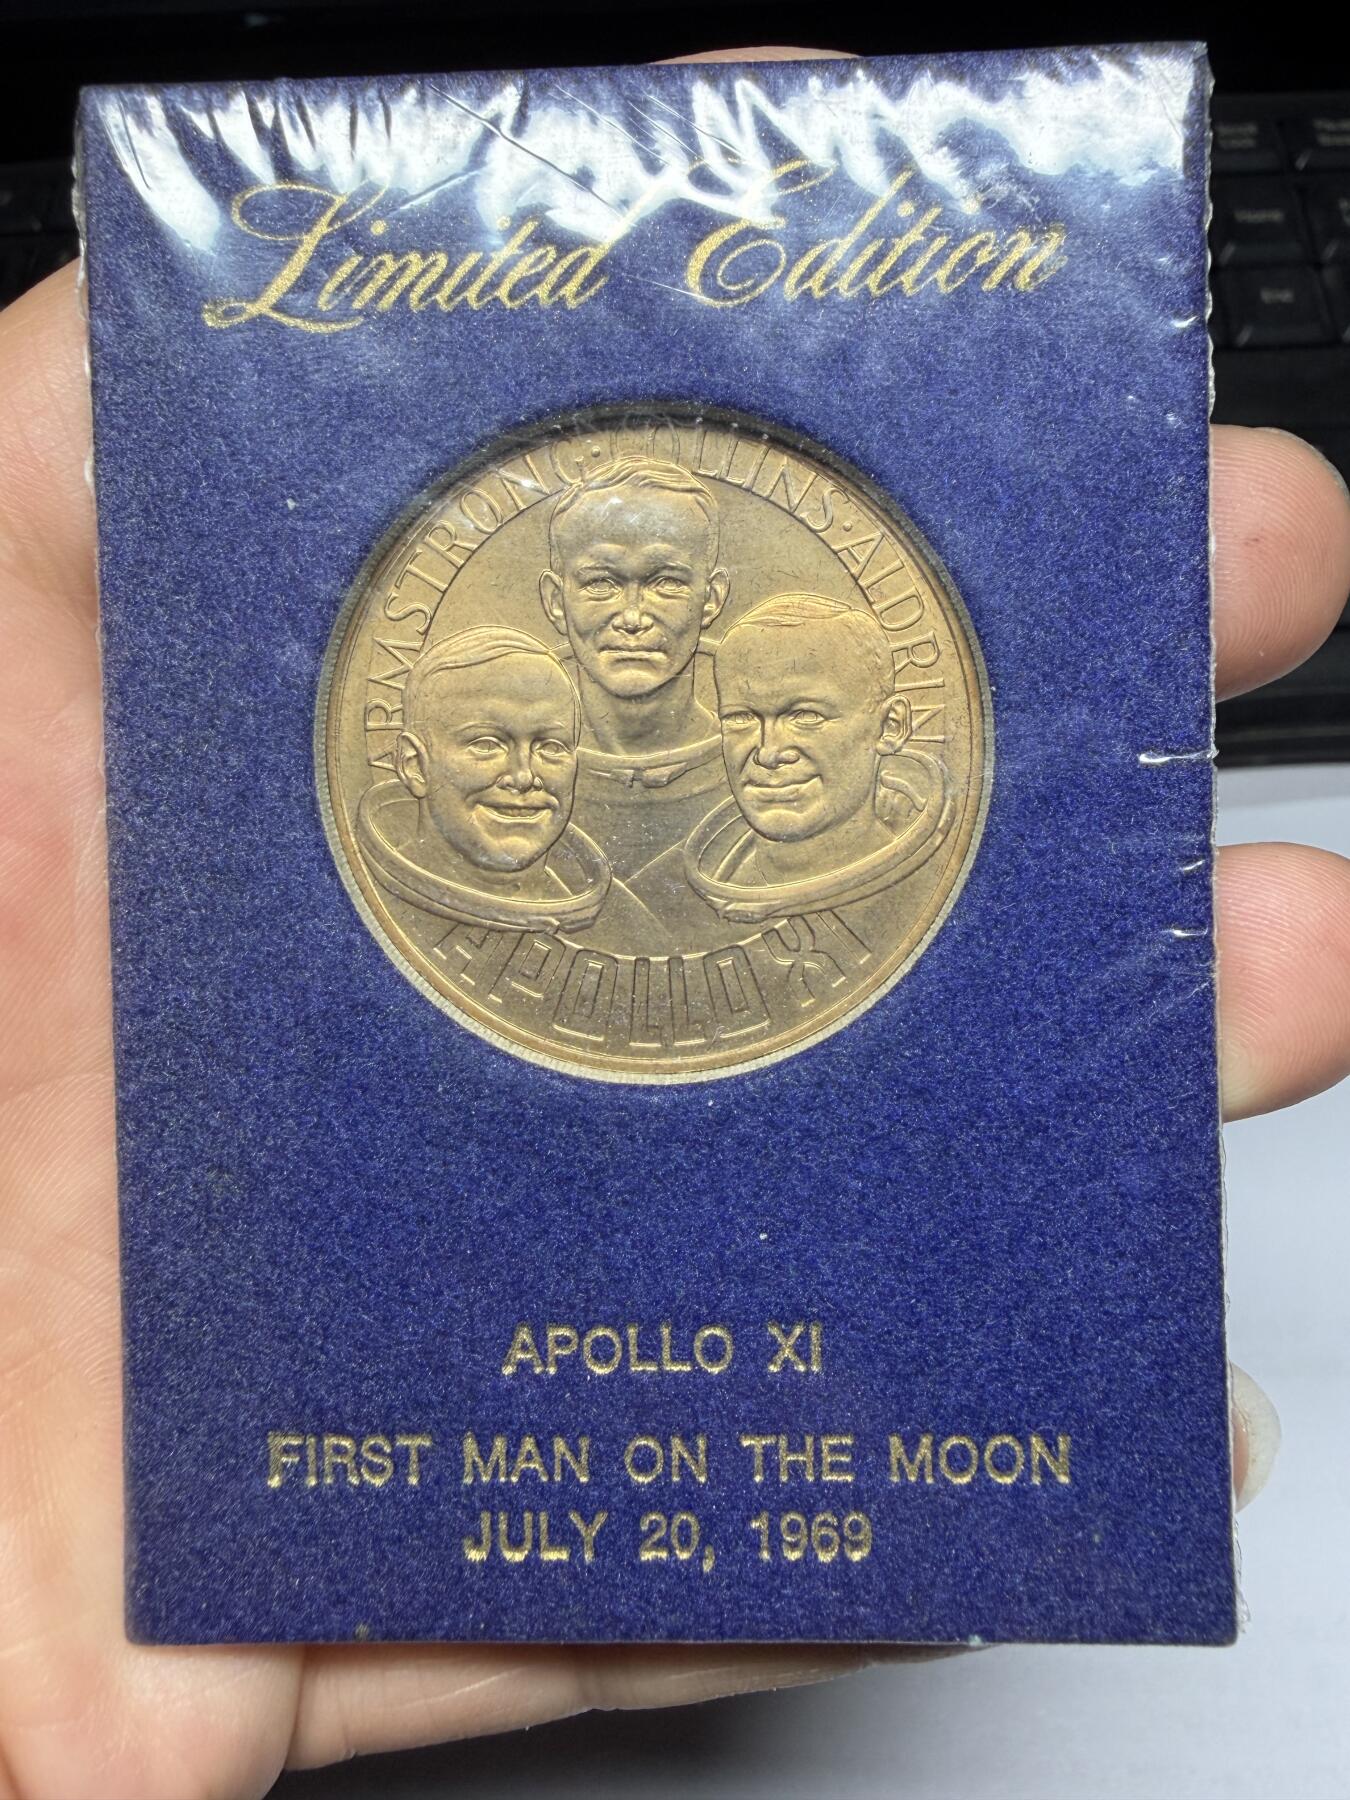 Limited Edition
ARMSTRONG·COLLINS·ALDRIN
APOLLO XI
APOLLO XI
FIRST MAN ON THE MOON
JULY 20, 1969